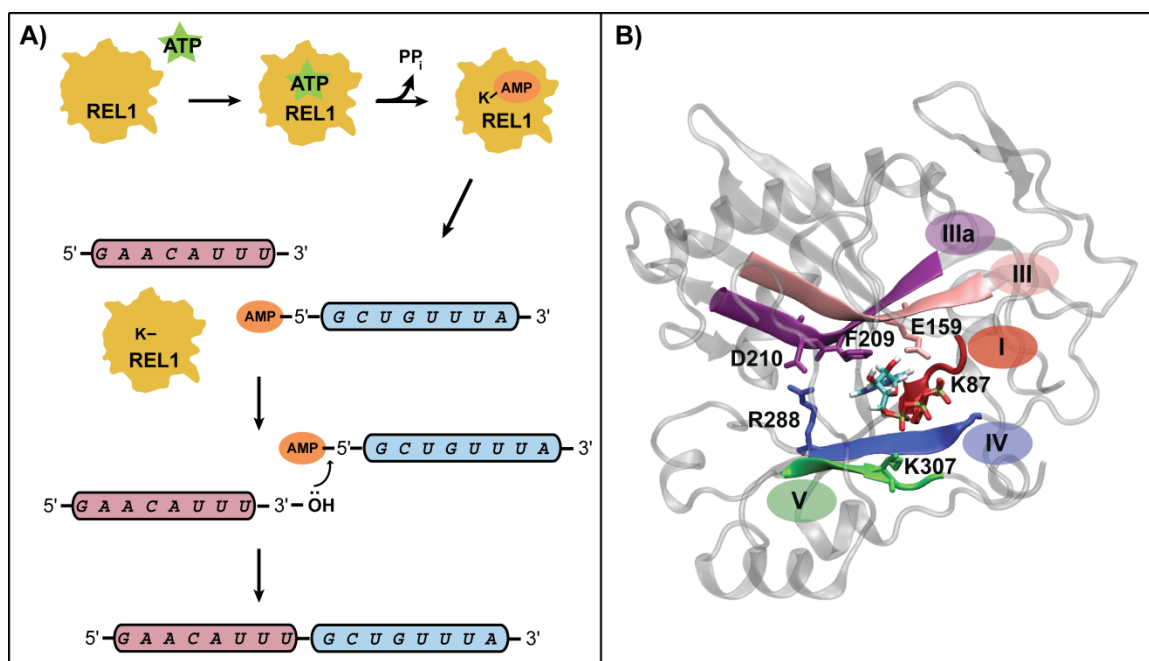 A)
ATP
REL1
ATP
REL1
PPi
K AMP
REL1
5' G A A C A U U U 3'
K–
REL1
AMP 5' G C U G U U U A 3'
AMP 5' G C U G U U U A 3'
5' G A A C A U U U 3' ÖH
5' G A A C A U U U G C U G U U U A 3'
B)
IIIa
III
E159
F209
D210
I
K87
R288
IV
K307
V